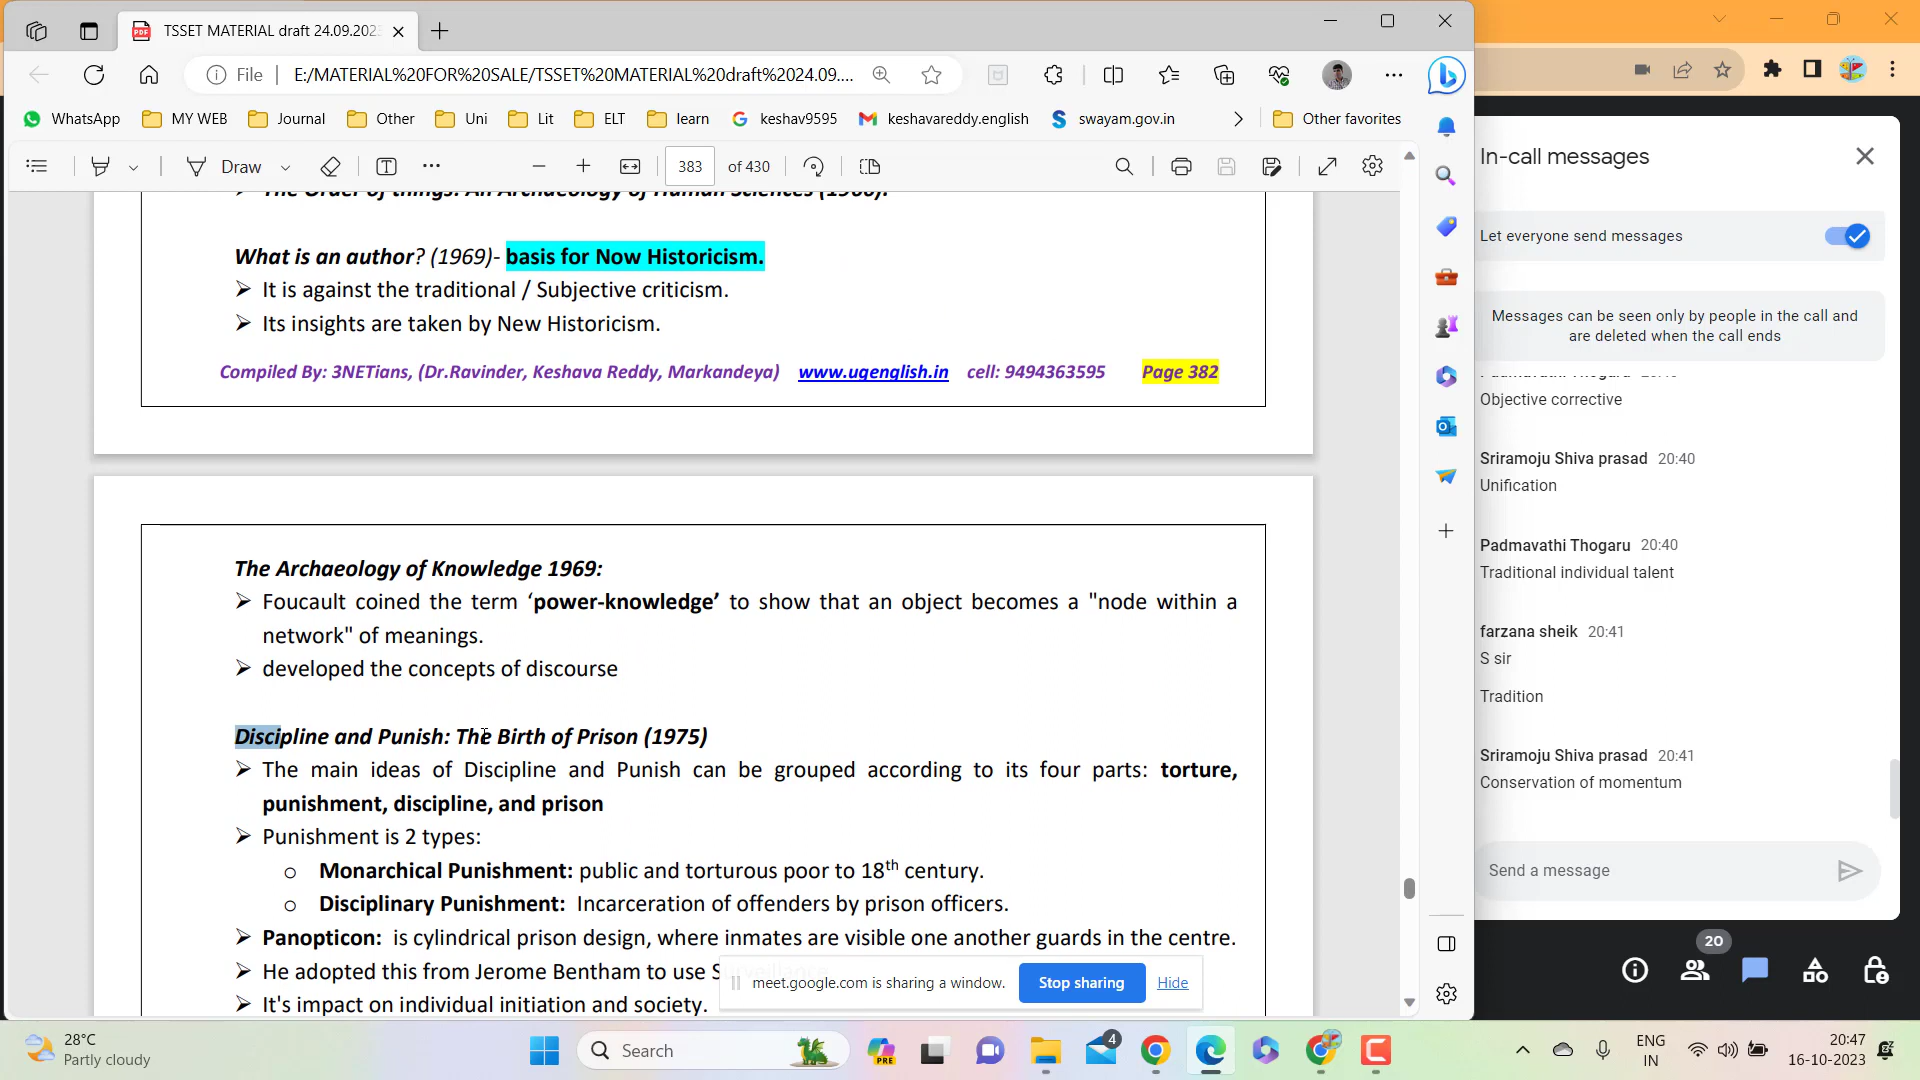 TSSET MATERIAL draft 24.09.202
File
E:/MATERIAL%20FOR%20SALE/TSSET%20MATERIAL%20draft%2024.09....
WhatsApp
MY WEB
Journal
Other
Uni
Lit
ELT
learn
keshav9595
keshavareddy.english
swayam.gov.in
Other favorites
Draw
383
of 430
The Order of things: An Archaeology of Human Sciences (1966).
What is an author? (1969)- basis for Now Historicism.
➢ It is against the traditional / Subjective criticism.
➢ Its insights are taken by New Historicism.
Compiled By: 3NETians, (Dr.Ravinder, Keshava Reddy, Markandeya) www.ugenglish.in cell: 9494363595 Page 382
The Archaeology of Knowledge 1969:
➢ Foucault coined the term ‘power-knowledge’ to show that an object becomes a "node within a
network" of meanings.
➢ developed the concepts of discourse
Discipline and Punish: The Birth of Prison (1975)
➢ The main ideas of Discipline and Punish can be grouped according to its four parts: torture,
punishment, discipline, and prison
➢ Punishment is 2 types:
o Monarchical Punishment: public and torturous poor to 18th century.
o Disciplinary Punishment: Incarceration of offenders by prison officers.
➢ Panopticon: is cylindrical prison design, where inmates are visible one another guards in the centre.
➢ He adopted this from Jerome Bentham to use
➢ It's impact on individual initiation and society.
meet.google.com is sharing a window.
Stop sharing
Hide
In-call messages
Let everyone send messages
Messages can be seen only by people in the call and
are deleted when the call ends
Objective corrective
Sriramoju Shiva prasad 20:40
Unification
Padmavathi Thogaru 20:40
Traditional individual talent
farzana sheik 20:41
S sir
Tradition
Sriramoju Shiva prasad 20:41
Conservation of momentum
Send a message
20
28°C
Partly cloudy
Search
PRE
4
ENG
IN
20:47
16-10-2023